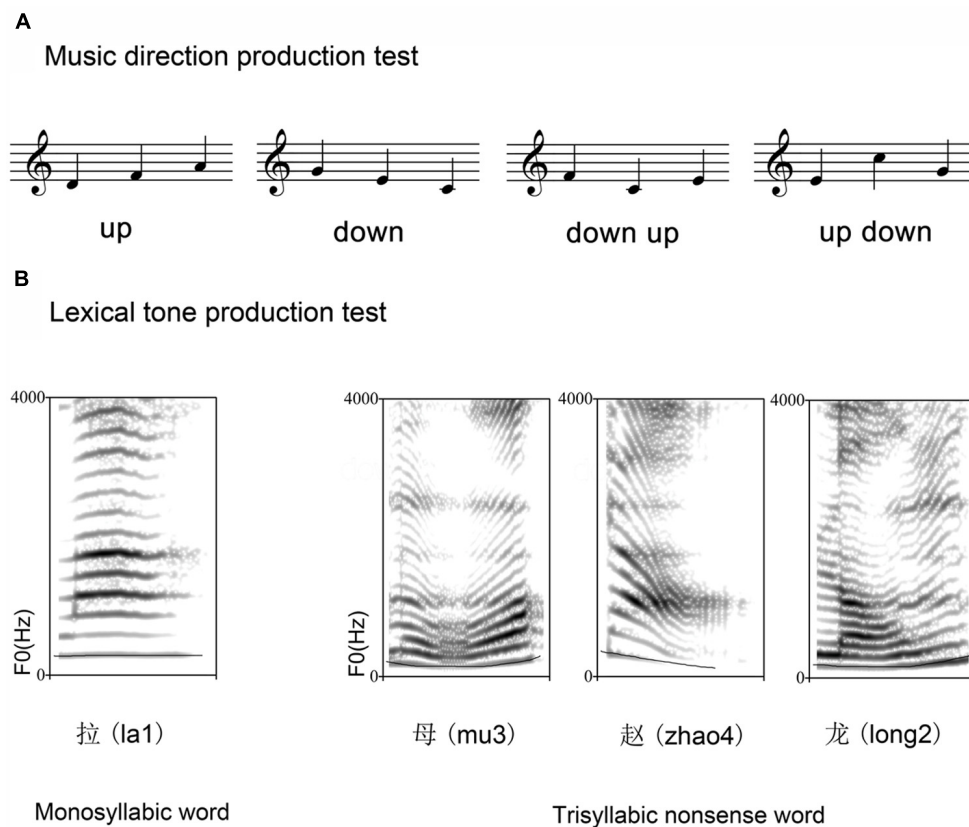 A
Music direction production test
up down down up up down
B
Lexical tone production test
4000 4000 4000 4000
F0(Hz) F0(Hz)
0 0 0 0
拉 (la1) 母 (mu3) 赵 (zhao4) 龙 (long2)
Monosyllabic word Trisyllabic nonsense word